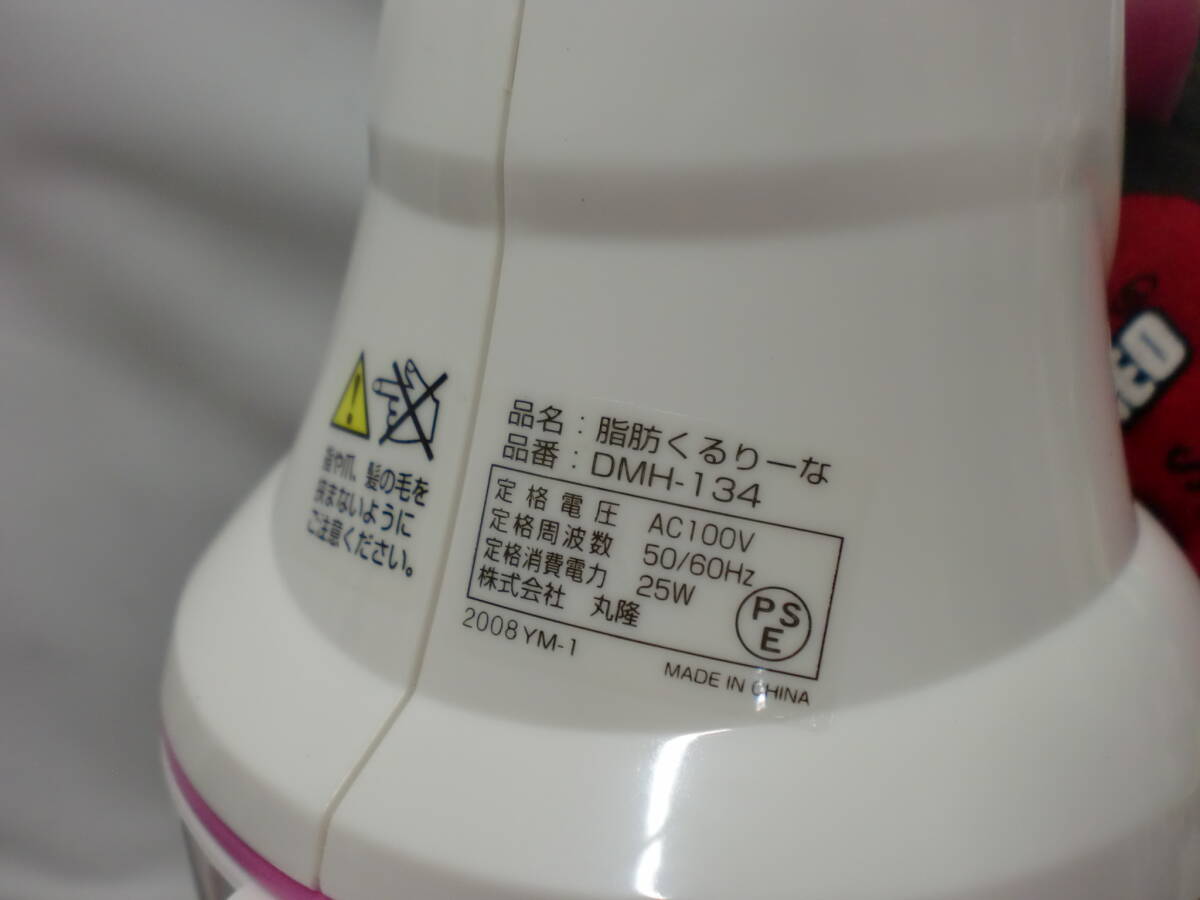 指や爪、髪の毛を
挟まないように
ご注意ください。
品名：脂肪くるりーな
品番：DMH-134
定格電圧 AC100V
定格周波数 50/60Hz
定格消費電力 25W
株式会社 丸隆
PSE
2008YM-1
MADE IN CHINA